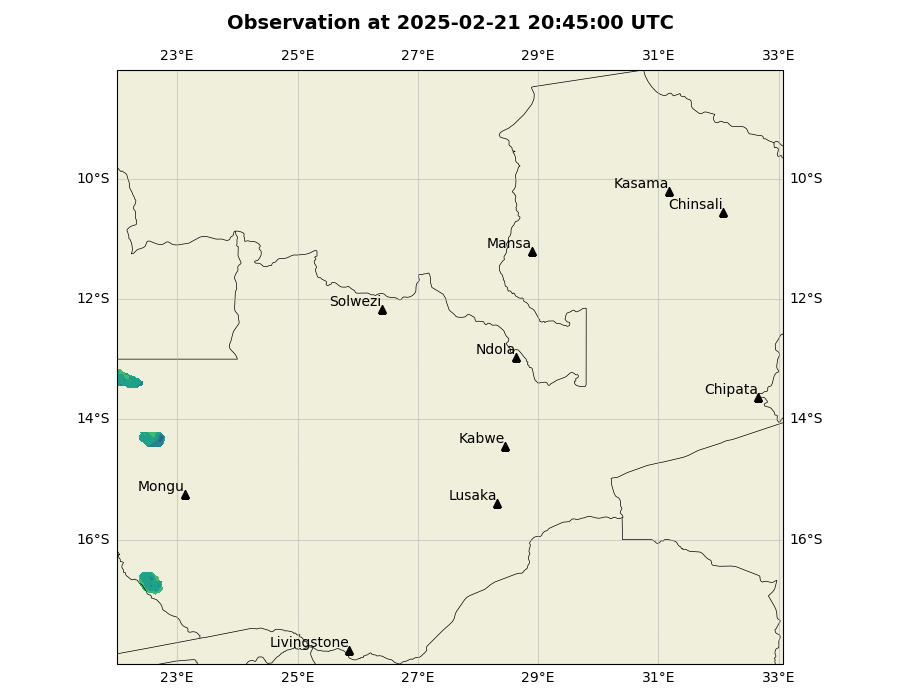 Observation at 2025-02-21 20:45:00 UTC
23°E 25°E 27°E 29°E 31°E 33°E
10°S 10°S
Kasama
Chinsali
Mansa
12°S 12°S
Solwezi
Ndola
Chipata
14°S 14°S
Kabwe
Mongu
Lusaka
16°S 16°S
Livingstone
23°E 25°E 27°E 29°E 31°E 33°E